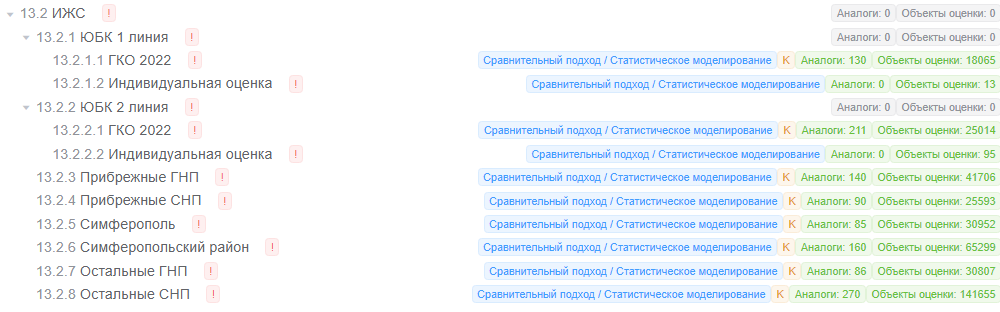 13.2 ИЖС ! Аналоги: 0 Объекты оценки: 0
13.2.1 ЮБК 1 линия ! Аналоги: 0 Объекты оценки: 0
13.2.1.1 ГКО 2022 ! Сравнительный подход / Статистическое моделирование К Аналоги: 130 Объекты оценки: 18065
13.2.1.2 Индивидуальная оценка ! Сравнительный подход / Статистическое моделирование Аналоги: 0 Объекты оценки: 13
13.2.2 ЮБК 2 линия ! Аналоги: 0 Объекты оценки: 0
13.2.2.1 ГКО 2022 ! Сравнительный подход / Статистическое моделирование К Аналоги: 211 Объекты оценки: 25014
13.2.2.2 Индивидуальная оценка ! Сравнительный подход / Статистическое моделирование Аналоги: 0 Объекты оценки: 95
13.2.3 Прибрежные ГНП ! Сравнительный подход / Статистическое моделирование К Аналоги: 140 Объекты оценки: 41706
13.2.4 Прибрежные СНП ! Сравнительный подход / Статистическое моделирование К Аналоги: 90 Объекты оценки: 25593
13.2.5 Симферополь ! Сравнительный подход / Статистическое моделирование К Аналоги: 85 Объекты оценки: 30952
13.2.6 Симферопольский район ! Сравнительный подход / Статистическое моделирование К Аналоги: 160 Объекты оценки: 65299
13.2.7 Остальные ГНП ! Сравнительный подход / Статистическое моделирование К Аналоги: 86 Объекты оценки: 30807
13.2.8 Остальные СНП ! Сравнительный подход / Статистическое моделирование К Аналоги: 270 Объекты оценки: 141655